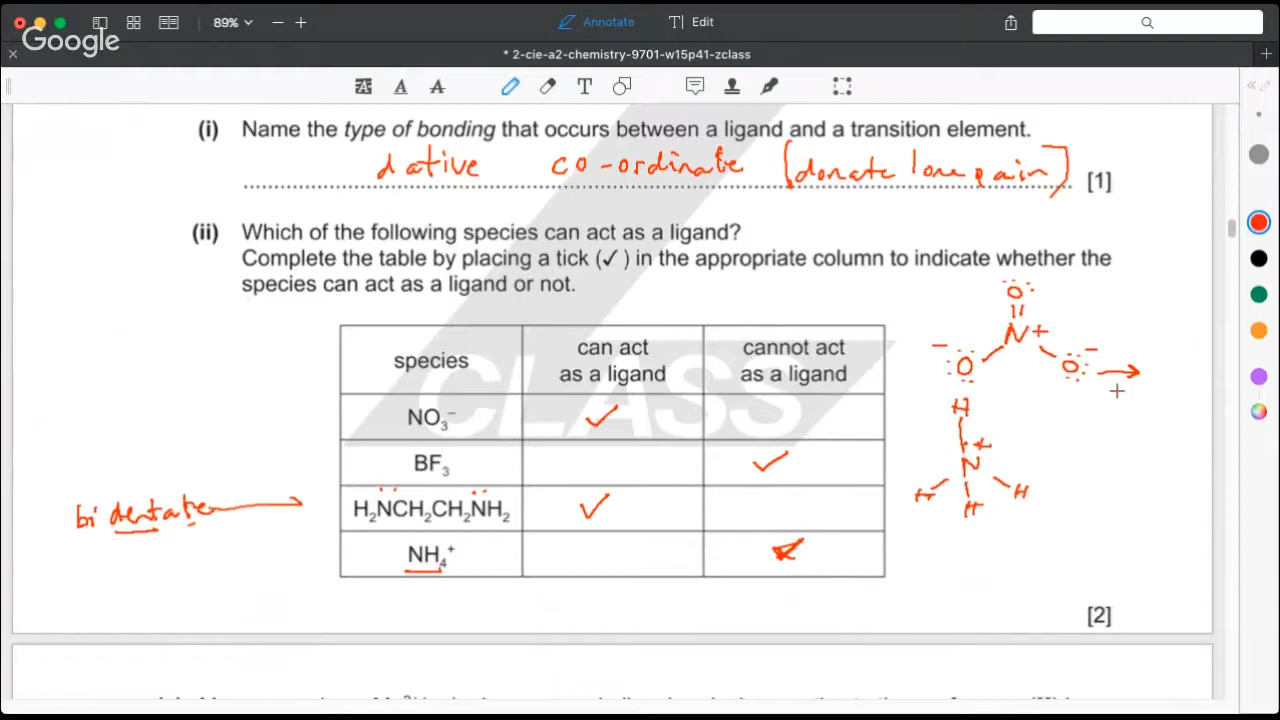 89% − + Annotate T| Edit
Google
* 2-cie-a2-chemistry-9701-w15p41-zclass
(i) Name the type of bonding that occurs between a ligand and a transition element.
dative co-ordinate [donate lone pair]
[1]
(ii) Which of the following species can act as a ligand?
Complete the table by placing a tick (✓) in the appropriate column to indicate whether the
species can act as a ligand or not.
species can act as a ligand cannot act as a ligand
NO₃⁻ ✓
BF₃ ✓
bi dentate → H₂NCH₂CH₂NH₂ ✓
NH₄⁺
O
N+
− O O −
H
N +
H H H
CLASS
[2]